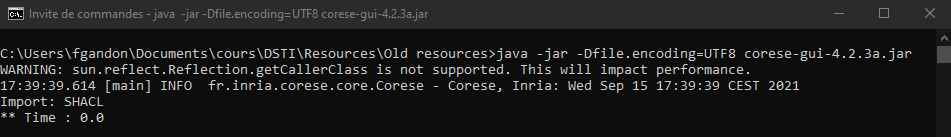 Invite de commandes - java -jar -Dfile.encoding=UTF8 corese-gui-4.2.3a.jar
C:\Users\fgandon\Documents\cours\DSTI\Resources\Old resources>java -jar -Dfile.encoding=UTF8 corese-gui-4.2.3a.jar
WARNING: sun.reflect.Reflection.getCallerClass is not supported. This will impact performance.
17:39:39.614 [main] INFO  fr.inria.corese.core.Corese - Corese, Inria: Wed Sep 15 17:39:39 CEST 2021
Import: SHACL
** Time : 0.0